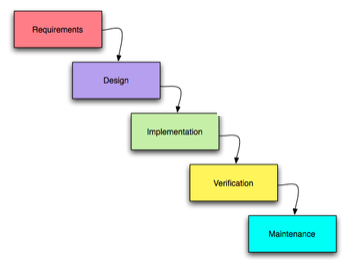 Requirements
Design
Implementation
Verification
Maintenance